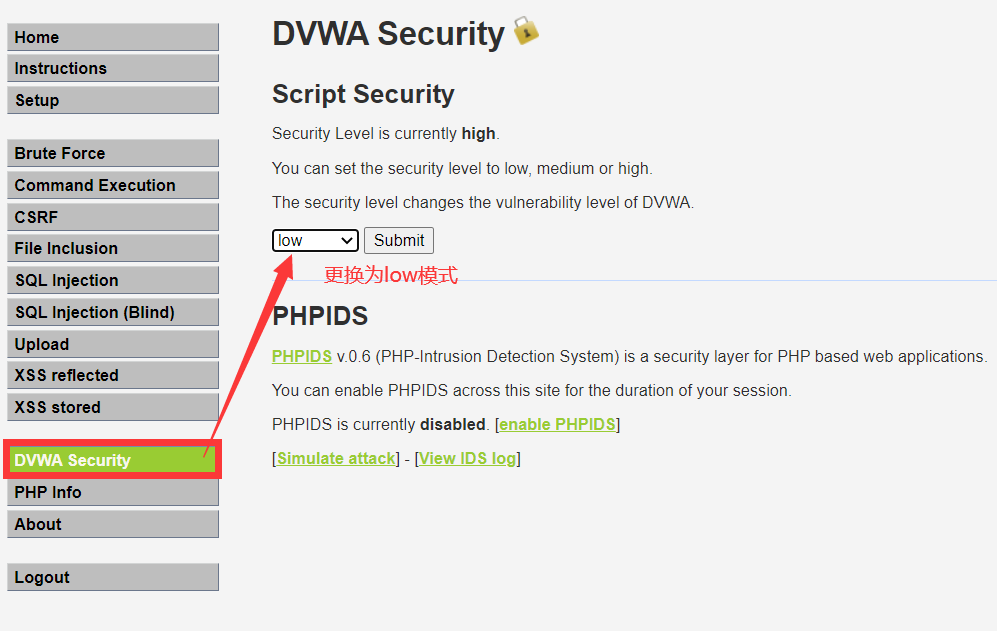 Home
Instructions
Setup
Brute Force
Command Execution
CSRF
File Inclusion
SQL Injection
SQL Injection (Blind)
Upload
XSS reflected
XSS stored
DVWA Security
PHP Info
About
Logout
DVWA Security
Script Security
Security Level is currently high.
You can set the security level to low, medium or high.
The security level changes the vulnerability level of DVWA.
low Submit
更换为low模式
PHPIDS
PHPIDS v.0.6 (PHP-Intrusion Detection System) is a security layer for PHP based web applications.
You can enable PHPIDS across this site for the duration of your session.
PHPIDS is currently disabled. [enable PHPIDS]
[Simulate attack] - [View IDS log]